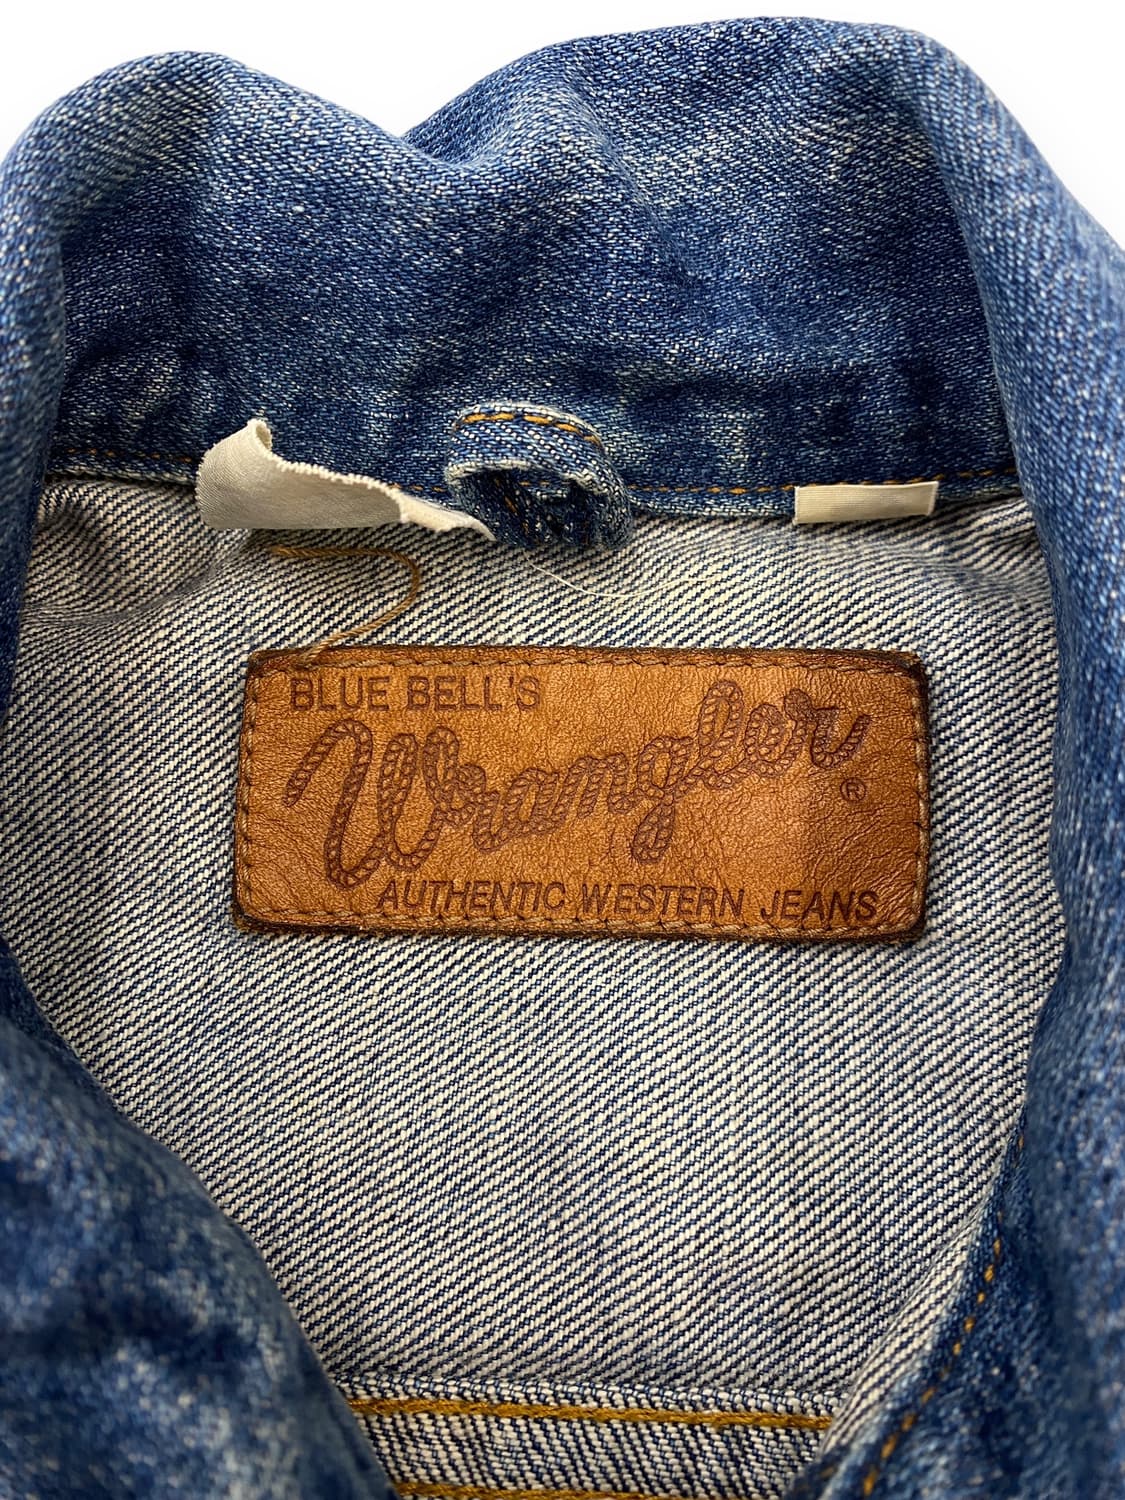 BLUE BELL'S
Wrangler
®
AUTHENTIC WESTERN JEANS